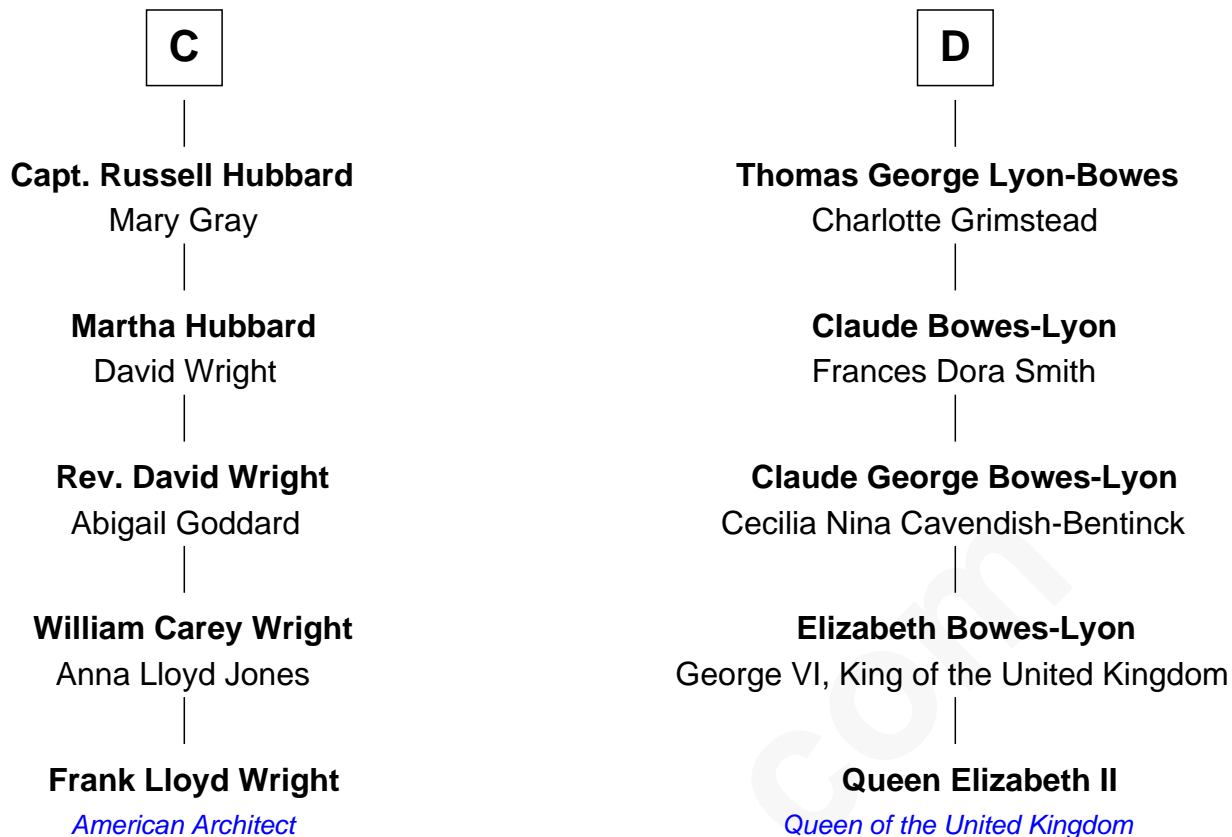 C
Capt. Russell Hubbard
Mary Gray
Martha Hubbard
David Wright
Rev. David Wright
Abigail Goddard
William Carey Wright
Anna Lloyd Jones
Frank Lloyd Wright
American Architect
D
Thomas George Lyon-Bowes
Charlotte Grimstead
Claude Bowes-Lyon
Frances Dora Smith
Claude George Bowes-Lyon
Cecilia Nina Cavendish-Bentinck
Elizabeth Bowes-Lyon
George VI, King of the United Kingdom
Queen Elizabeth II
Queen of the United Kingdom
com